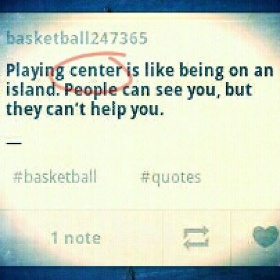 basketball247365
Playing center is like being on an
island. People can see you, but
they can't help you.
—
#basketball #quotes
1 note